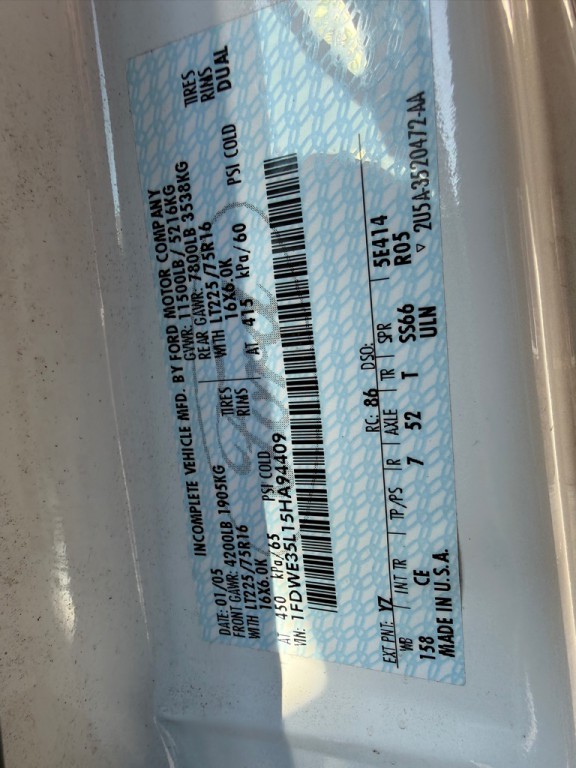 INCOMPLETE VEHICLE MFD. BY FORD MOTOR COMPANY
DATE: 01/05 GVWR: 11500LB/ 5216KG
FRONT GAWR: 4200LB 1905KG REAR GAWR: 7800LB 3538KG
WITH LT225/75R16 TIRES WITH LT225/75R16 TIRES
16X6.0K RIMS 16X6.0K RIMS
AT 450 kPa/65 PSI COLD AT 415 kPa/60 PSI COLD DUAL
VIN: 1FDWE35L15HA94409
EXT PNT: YZ RC: 86 DSO:
WB INT TR TP/PS R AXLE TR SPR 5E414
158 CE 7 52 T SS66 R05
MADE IN U.S.A. ULN ▽ 2U5A-3520472-AA